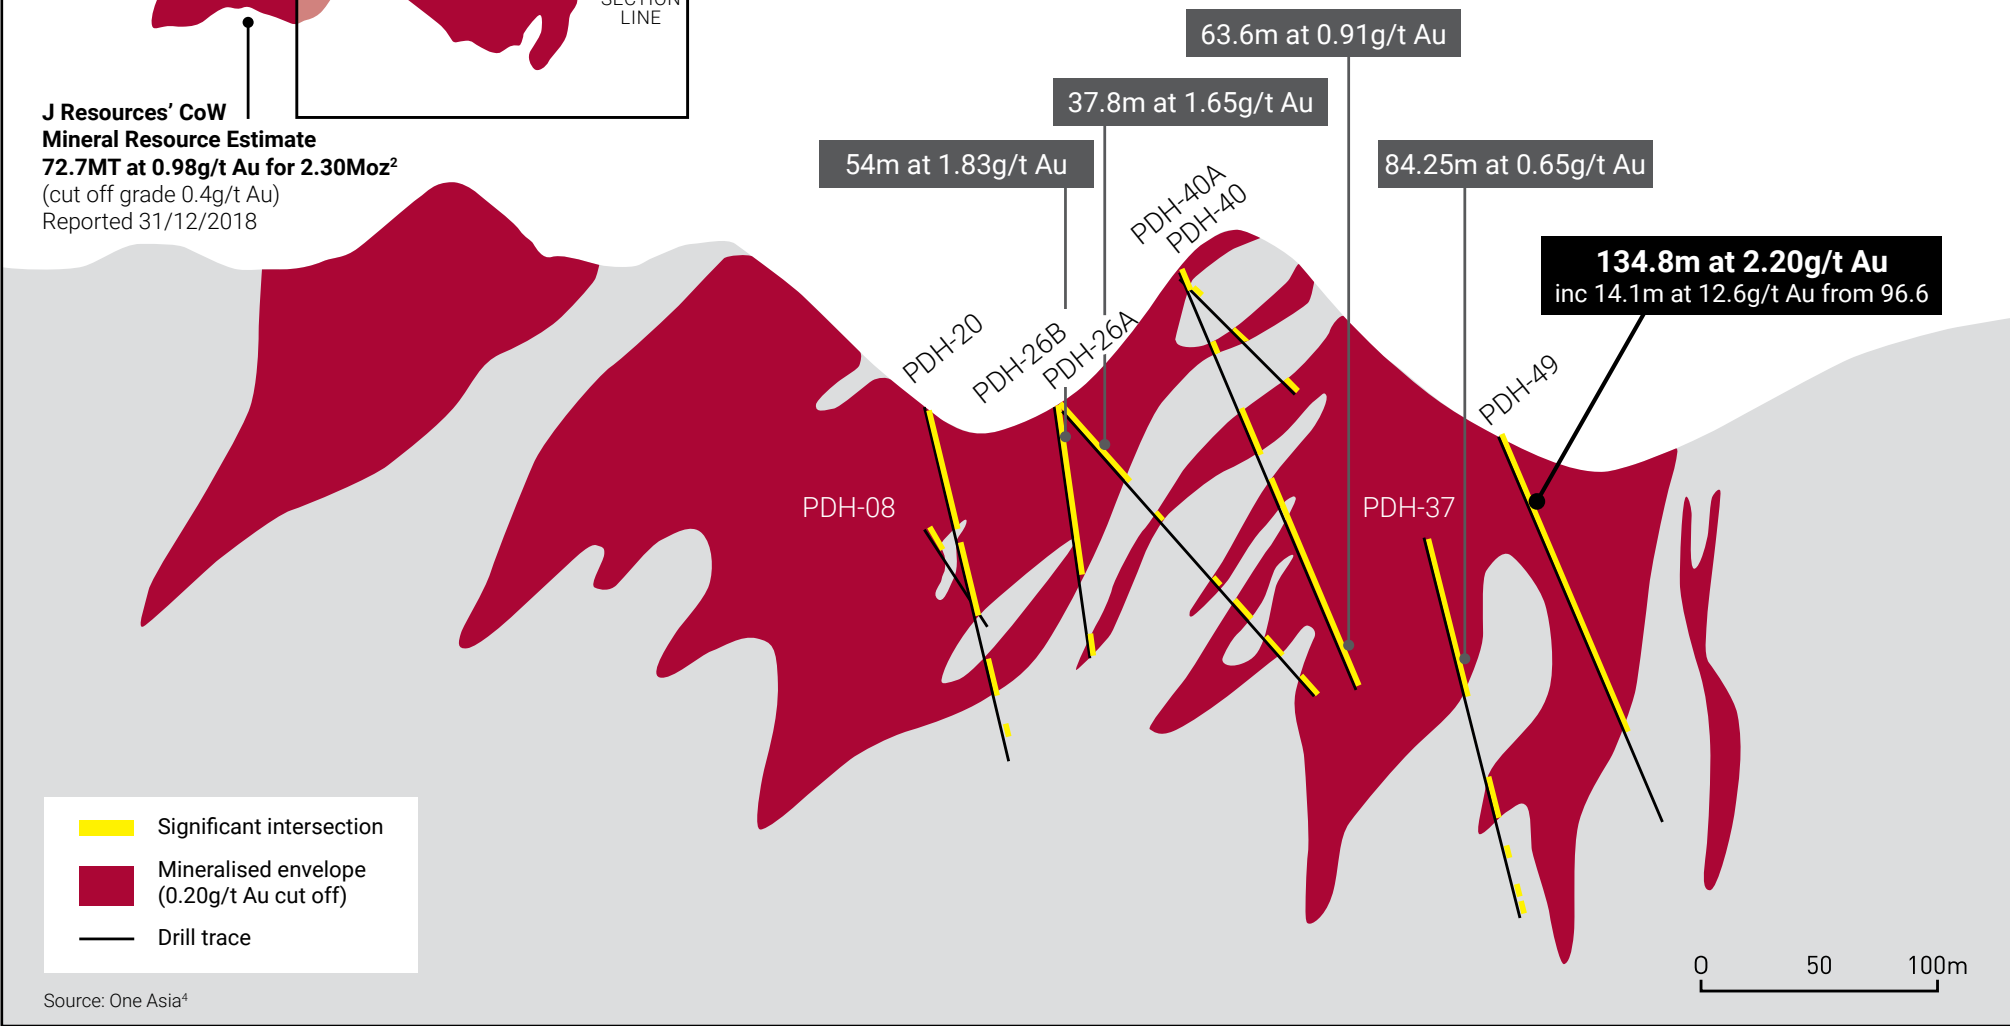 SECTION
LINE
J Resources’ CoW
Mineral Resource Estimate
72.7MT at 0.98g/t Au for 2.30Moz²
(cut off grade 0.4g/t Au)
Reported 31/12/2018
63.6m at 0.91g/t Au
37.8m at 1.65g/t Au
54m at 1.83g/t Au
84.25m at 0.65g/t Au
134.8m at 2.20g/t Au
inc 14.1m at 12.6g/t Au from 96.6
PDH-40A
PDH-40
PDH-20
PDH-26B
PDH-26A
PDH-49
PDH-08
PDH-37
Significant intersection
Mineralised envelope
(0.20g/t Au cut off)
Drill trace
0 50 100m
Source: One Asia⁴